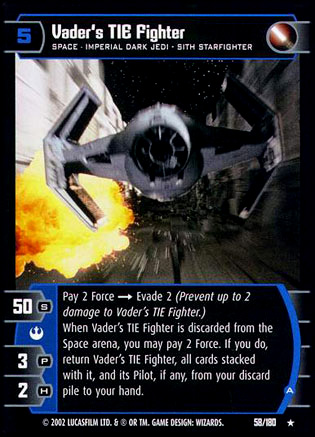 5 Vader's TIE Fighter
SPACE · IMPERIAL DARK JEDI · SITH STARFIGHTER
50 S
3 P
2 H
Pay 2 Force → Evade 2 (Prevent up to 2
damage to Vader's TIE Fighter.)
When Vader's TIE Fighter is discarded from the
Space arena, you may pay 2 Force. If you do,
return Vader's TIE Fighter, all cards stacked
with it, and its Pilot, if any, from your discard
pile to your hand.
A
© 2002 LUCASFILM LTD. & ® OR TM. GAME DESIGN: WIZARDS. 58/180 ★